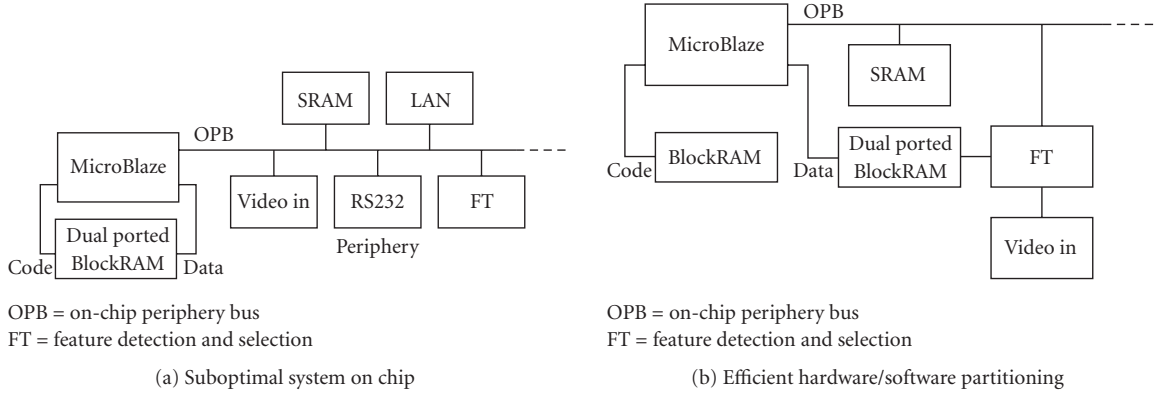 SRAM
LAN
OPB
MicroBlaze
Video in
RS232
FT
Periphery
Dual ported
BlockRAM
Code
Data
OPB = on-chip periphery bus
FT = feature detection and selection
(a) Suboptimal system on chip
OPB
MicroBlaze
SRAM
BlockRAM
Code
Dual ported
BlockRAM
Data
FT
Video in
OPB = on-chip periphery bus
FT = feature detection and selection
(b) Efficient hardware/software partitioning